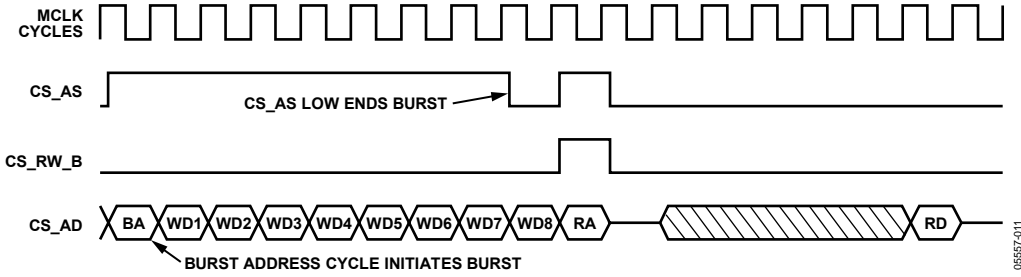 MCLK
CYCLES
CS_AS
CS_AS LOW ENDS BURST
CS_RW_B
CS_AD
BA WD1 WD2 WD3 WD4 WD5 WD6 WD7 WD8 RA RD
BURST ADDRESS CYCLE INITIATES BURST
05557-011